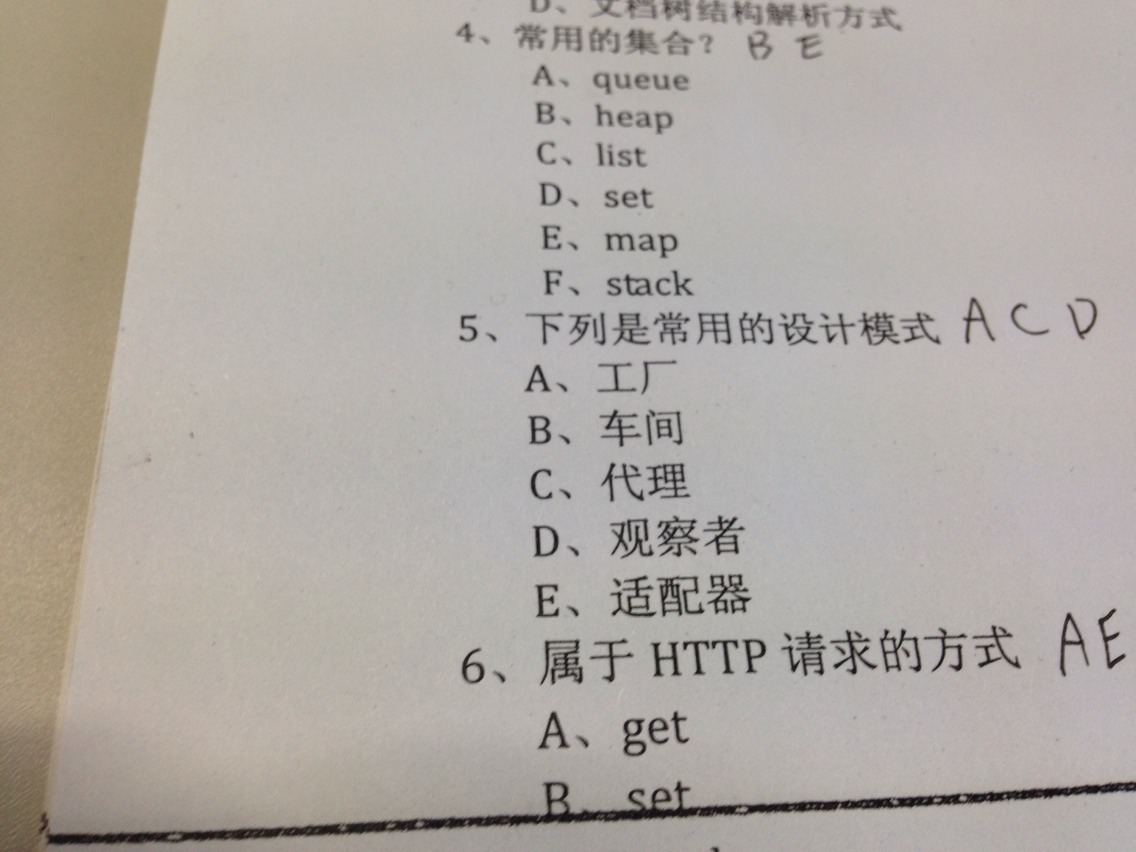 D、文档树结构解析方式
4、常用的集合？ B E
A、queue
B、heap
C、list
D、set
E、map
F、stack
5、下列是常用的设计模式 A C D
A、工厂
B、车间
C、代理
D、观察者
E、适配器
6、属于 HTTP 请求的方式 A E
A、get
B、set